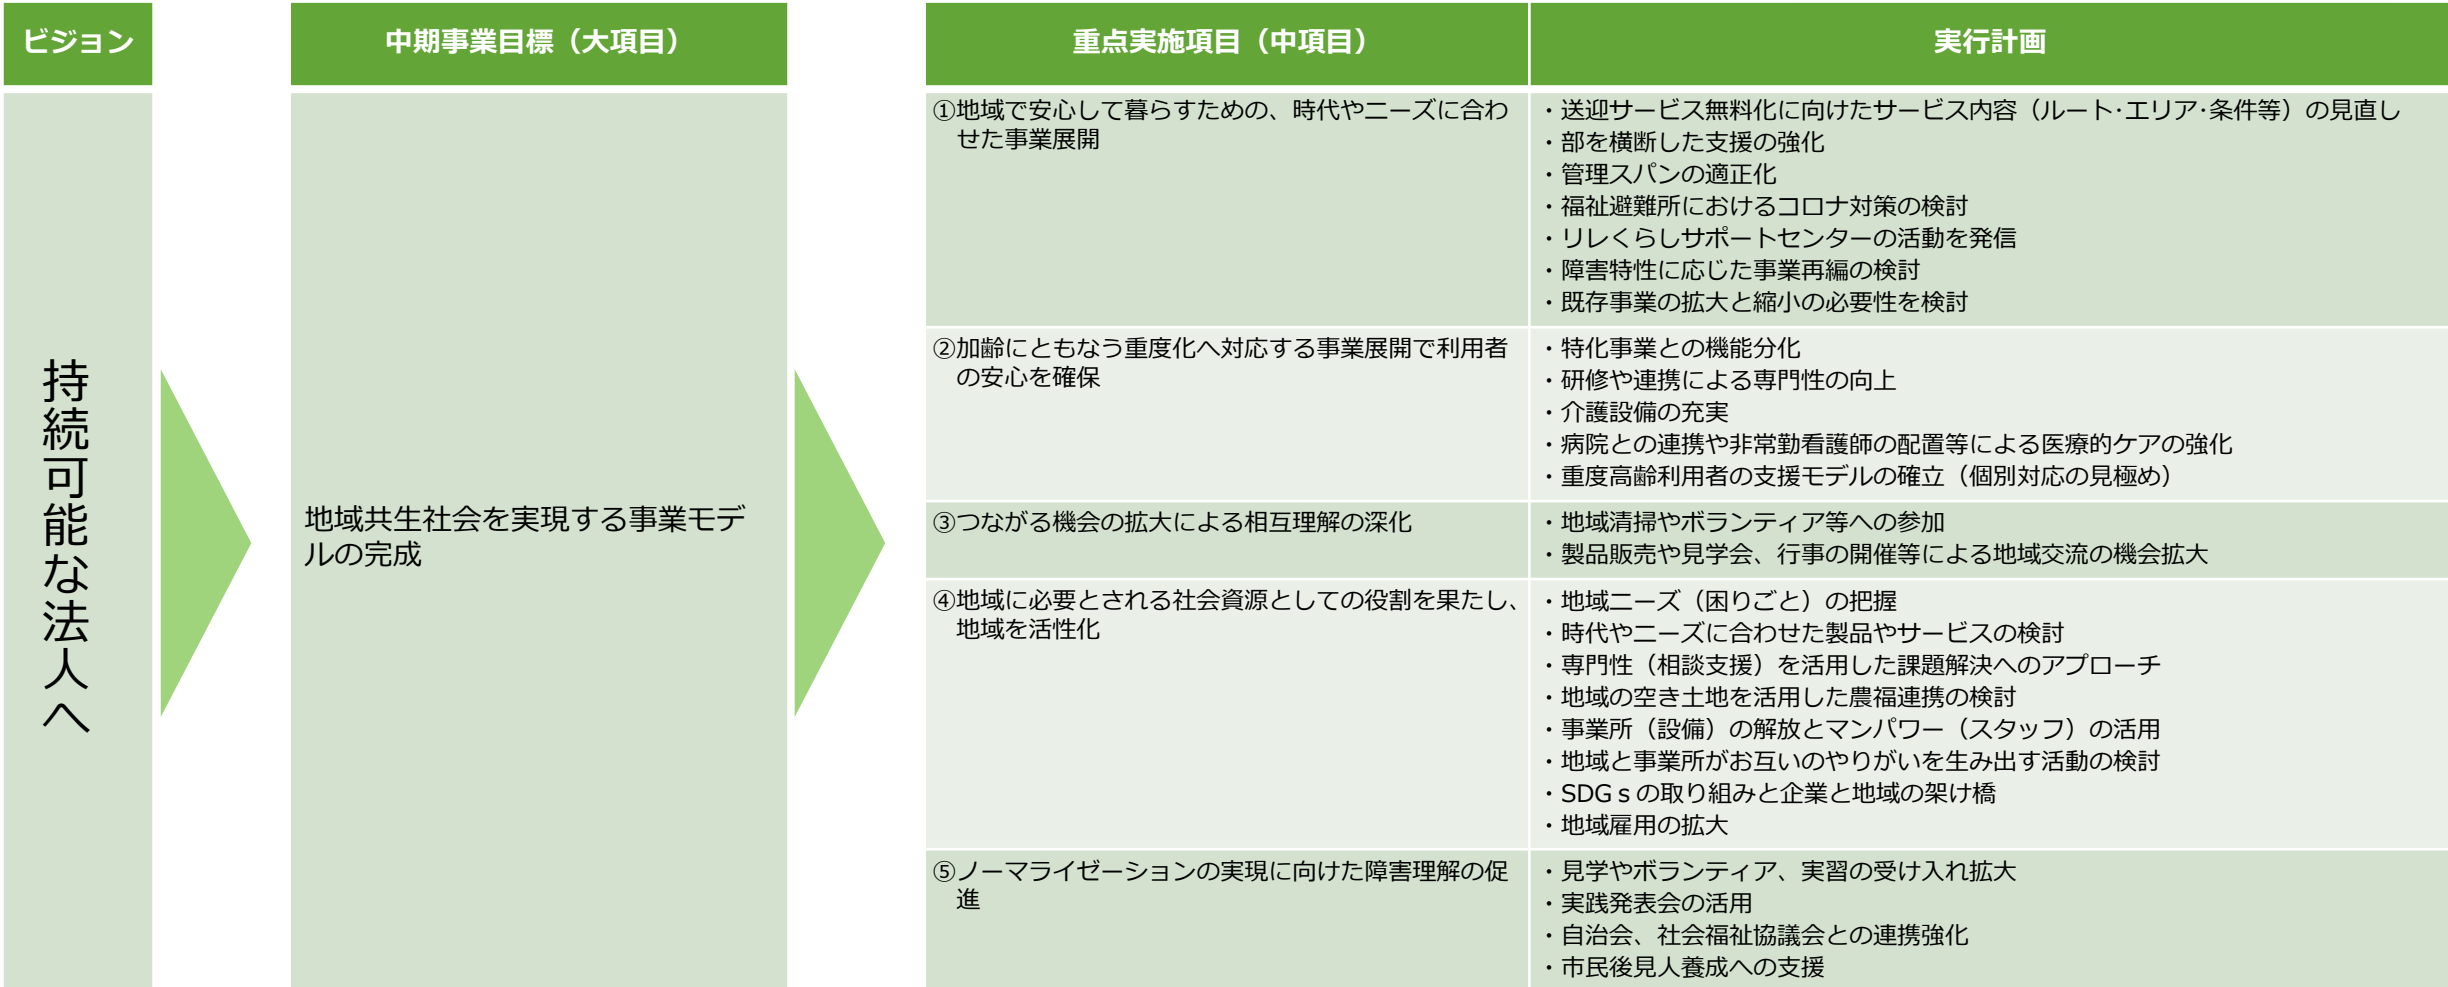 ビジョン
中期事業目標（大項目）
重点実施項目（中項目）
実行計画
持続可能な法人へ
地域共生社会を実現する事業モデ
ルの完成
①地域で安心して暮らすための、時代やニーズに合わ
せた事業展開
・送迎サービス無料化に向けたサービス内容（ルート･エリア･条件等）の見直し
・部を横断した支援の強化
・管理スパンの適正化
・福祉避難所におけるコロナ対策の検討
・リレくらしサポートセンターの活動を発信
・障害特性に応じた事業再編の検討
・既存事業の拡大と縮小の必要性を検討
②加齢にともなう重度化へ対応する事業展開で利用者
の安心を確保
・特化事業との機能分化
・研修や連携による専門性の向上
・介護設備の充実
・病院との連携や非常勤看護師の配置等による医療的ケアの強化
・重度高齢利用者の支援モデルの確立（個別対応の見極め）
③つながる機会の拡大による相互理解の深化
・地域清掃やボランティア等への参加
・製品販売や見学会、行事の開催等による地域交流の機会拡大
④地域に必要とされる社会資源としての役割を果たし、
地域を活性化
・地域ニーズ（困りごと）の把握
・時代やニーズに合わせた製品やサービスの検討
・専門性（相談支援）を活用した課題解決へのアプローチ
・地域の空き土地を活用した農福連携の検討
・事業所（設備）の解放とマンパワー（スタッフ）の活用
・地域と事業所がお互いのやりがいを生み出す活動の検討
・SDGｓの取り組みと企業と地域の架け橋
・地域雇用の拡大
⑤ノーマライゼーションの実現に向けた障害理解の促
進
・見学やボランティア、実習の受け入れ拡大
・実践発表会の活用
・自治会、社会福祉協議会との連携強化
・市民後見人養成への支援